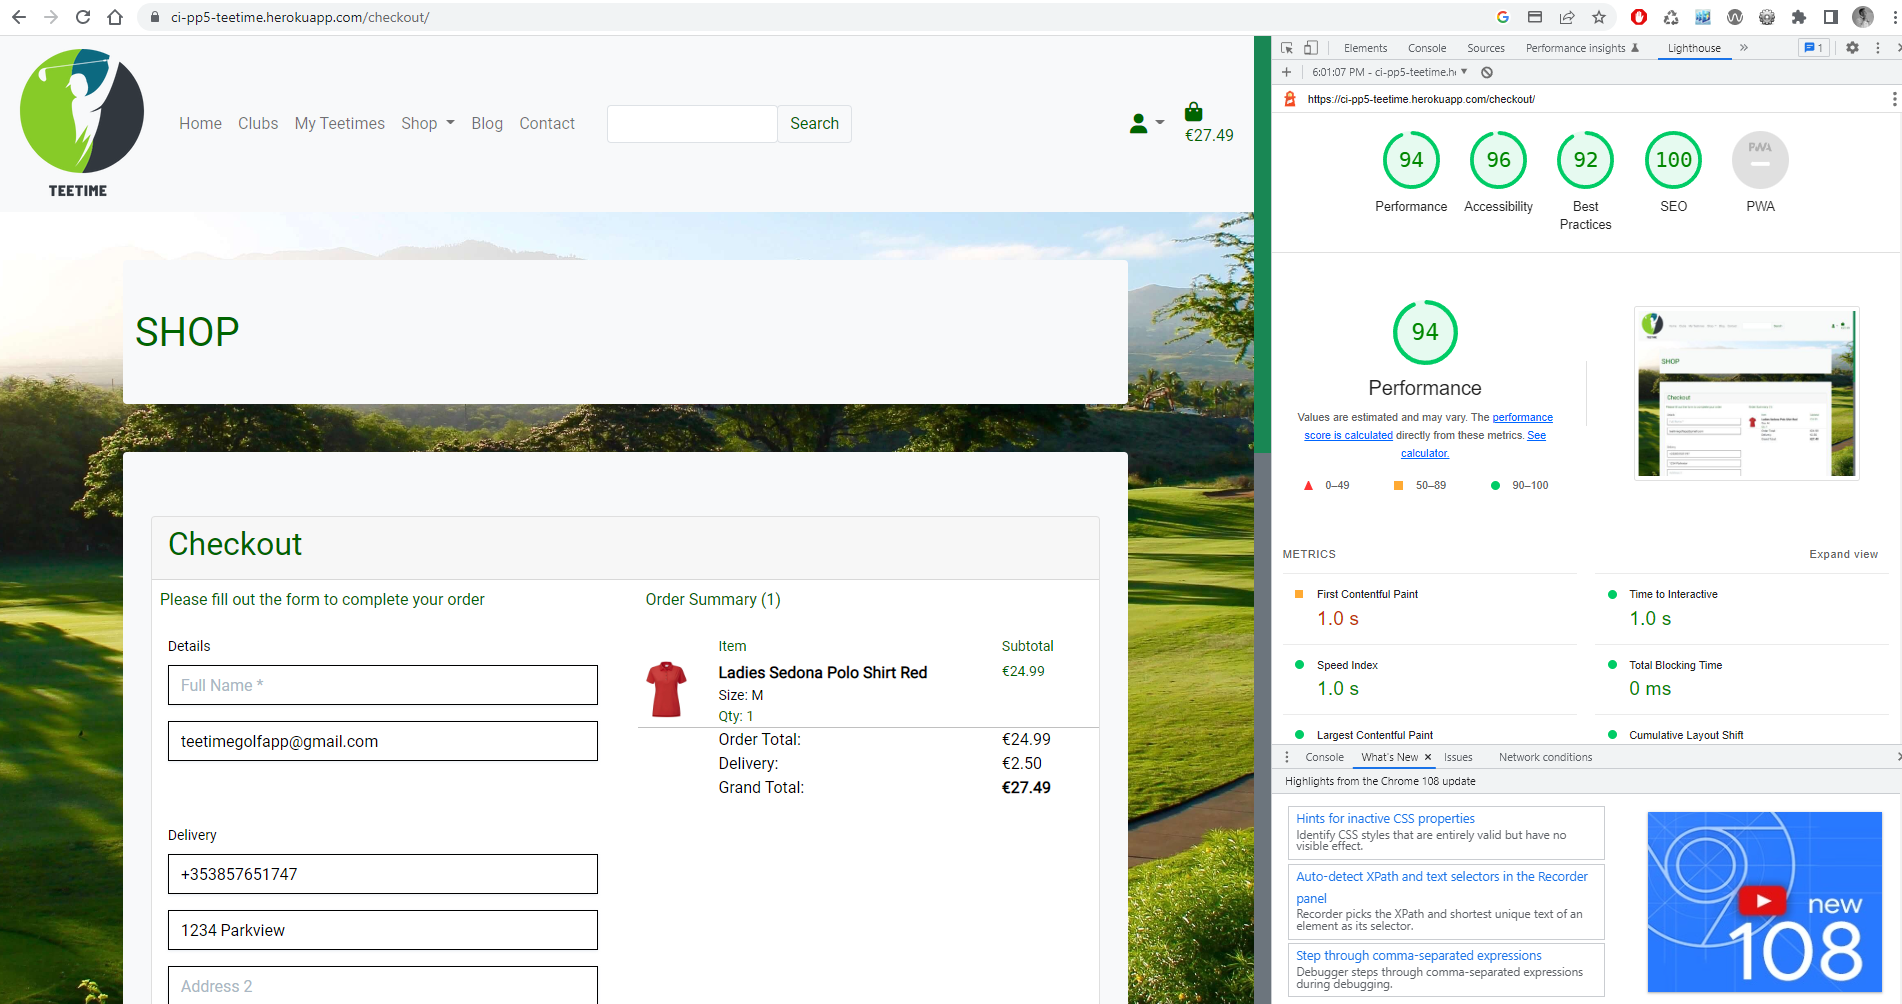 ci-pp5-teetime.herokuapp.com/checkout/
TEETIME
Home Clubs My Teetimes Shop Blog Contact
Search
€27.49
SHOP
Checkout
Please fill out the form to complete your order
Details
Full Name *
teetimegolfapp@gmail.com
Delivery
+353857651747
1234 Parkview
Address 2
Order Summary (1)
Item Subtotal
Ladies Sedona Polo Shirt Red €24.99
Size: M
Qty: 1
Order Total: €24.99
Delivery: €2.50
Grand Total: €27.49
Elements Console Sources Performance insights Lighthouse » 1
6:01:07 PM - ci-pp5-teetime.h
https://ci-pp5-teetime.herokuapp.com/checkout/
94 96 92 100 PWA
Performance Accessibility Best Practices SEO PWA
94
Performance
Values are estimated and may vary. The performance
score is calculated directly from these metrics. See
calculator.
0–49 50–89 90–100
METRICS Expand view
First Contentful Paint
1.0 s
Time to Interactive
1.0 s
Speed Index
1.0 s
Total Blocking Time
0 ms
Largest Contentful Paint
Cumulative Layout Shift
Console What's New Issues Network conditions
Highlights from the Chrome 108 update
Hints for inactive CSS properties
Identify CSS styles that are entirely valid but have no
visible effect.
Auto-detect XPath and text selectors in the Recorder
panel
Recorder picks the XPath and shortest unique text of an
element as its selector.
Step through comma-separated expressions
Debugger steps through comma-separated expressions
during debugging.
new
108